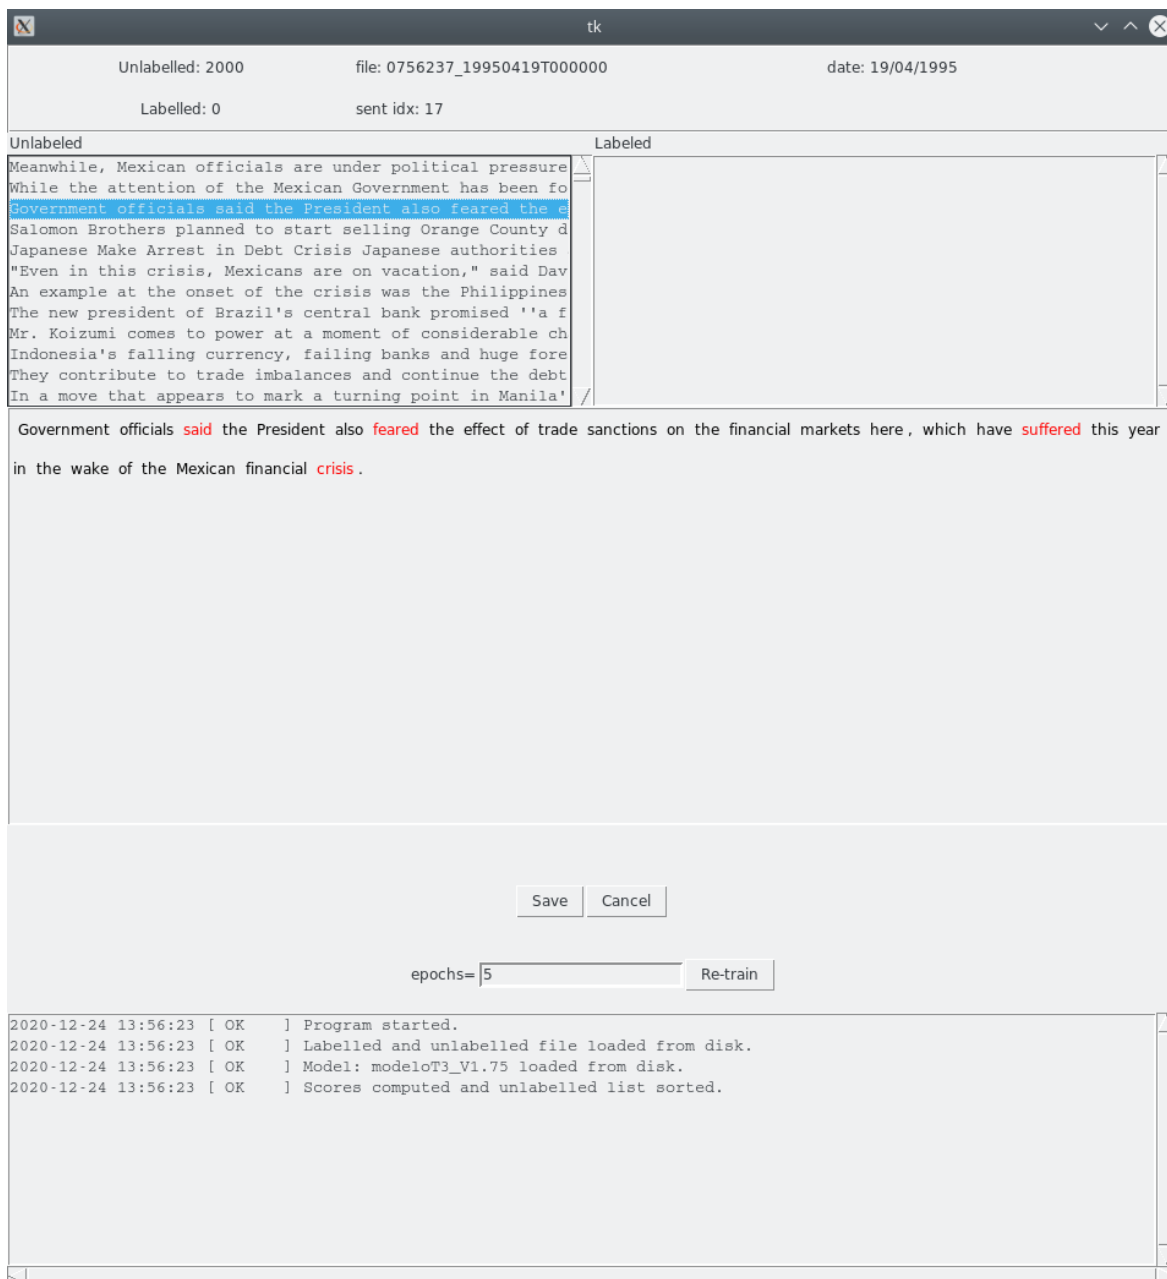 tk
Unlabelled: 2000 file: 0756237_19950419T000000 date: 19/04/1995
Labelled: 0 sent idx: 17
Unlabeled Labeled
Meanwhile, Mexican officials are under political pressure
While the attention of the Mexican Government has been fo
Government officials said the President also feared the e
Salomon Brothers planned to start selling Orange County d
Japanese Make Arrest in Debt Crisis Japanese authorities
"Even in this crisis, Mexicans are on vacation," said Dav
An example at the onset of the crisis was the Philippines
The new president of Brazil's central bank promised ''a f
Mr. Koizumi comes to power at a moment of considerable ch
Indonesia's falling currency, failing banks and huge fore
They contribute to trade imbalances and continue the debt
In a move that appears to mark a turning point in Manila'
Government officials said the President also feared the effect of trade sanctions on the financial markets here , which have suffered this year
in the wake of the Mexican financial crisis .
Save Cancel
epochs= 5 Re-train
2020-12-24 13:56:23 [ OK ] Program started.
2020-12-24 13:56:23 [ OK ] Labelled and unlabelled file loaded from disk.
2020-12-24 13:56:23 [ OK ] Model: modeloT3_V1.75 loaded from disk.
2020-12-24 13:56:23 [ OK ] Scores computed and unlabelled list sorted.